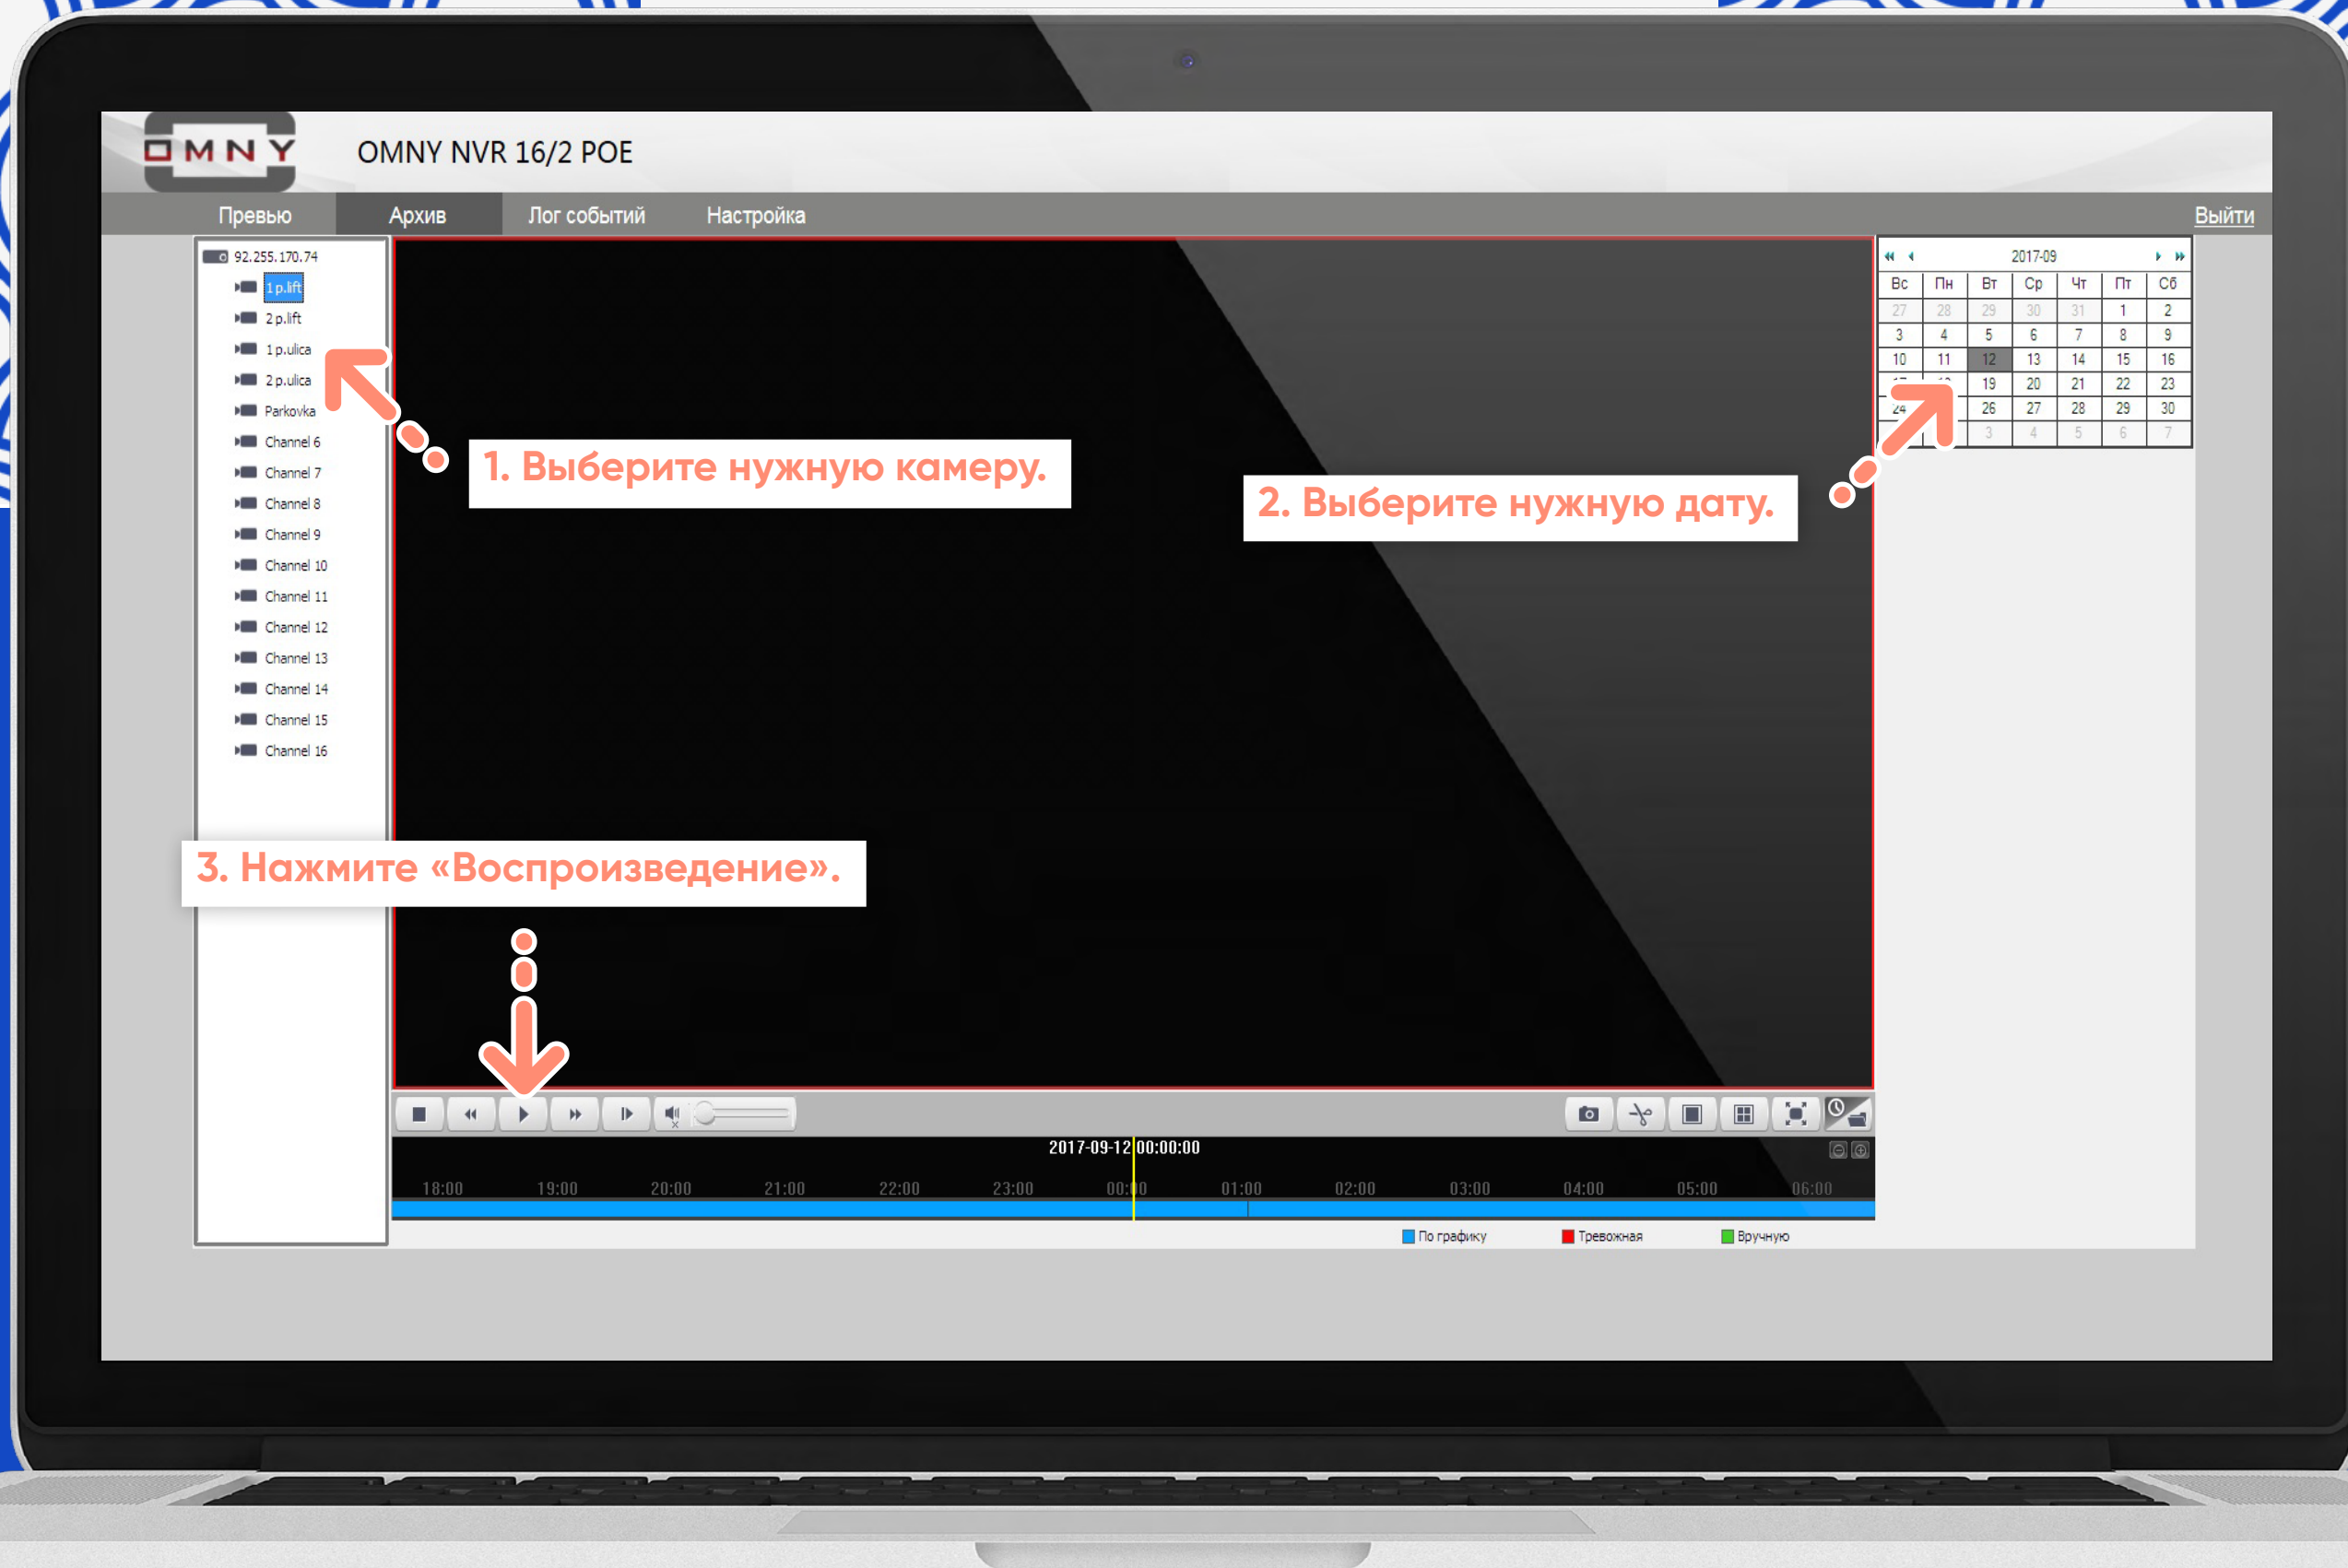 OMNY
OMNY NVR 16/2 POE
Превью Архив Лог событий Настройка Выйти
92.255.170.74
1 p.lift
2 p.lift
1 p.ulica
2 p.ulica
Parkovka
Channel 6
Channel 7
Channel 8
Channel 9
Channel 10
Channel 11
Channel 12
Channel 13
Channel 14
Channel 15
Channel 16
2017-09
Вс Пн Вт Ср Чт Пт Сб
27 28 29 30 31 1 2
3 4 5 6 7 8 9
10 11 12 13 14 15 16
19 20 21 22 23
24 26 27 28 29 30
3 4 5 6 7
1. Выберите нужную камеру.
2. Выберите нужную дату.
3. Нажмите «Воспроизведение».
2017-09-12 00:00:00
18:00 19:00 20:00 21:00 22:00 23:00 00:00 01:00 02:00 03:00 04:00 05:00 06:00
По графику Тревожная Вручную